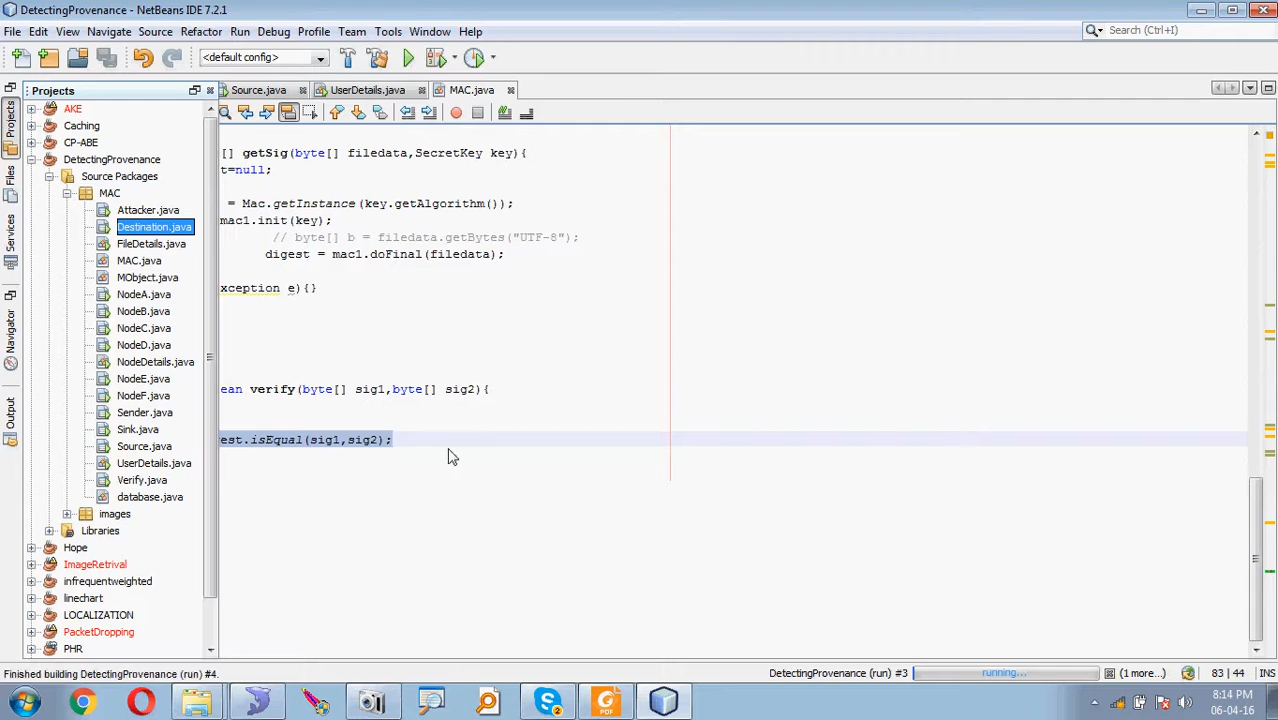 DetectingProvenance - NetBeans IDE 7.2.1
File Edit View Navigate Source Refactor Run Debug Profile Team Tools Window Help
Search (Ctrl+I)
<default config>
Projects
Source.java UserDetails.java MAC.java
Projects
Files
Services
Navigator
Output
AKE
Caching
CP-ABE
DetectingProvenance
Source Packages
MAC
Attacker.java
Destination.java
FileDetails.java
MAC.java
MObject.java
NodeA.java
NodeB.java
NodeC.java
NodeD.java
NodeDetails.java
NodeE.java
NodeF.java
Sender.java
Sink.java
Source.java
UserDetails.java
Verify.java
database.java
images
Libraries
Hope
ImageRetrival
infrequentweighted
linechart
LOCALIZATION
PacketDropping
PHR
[] getSig(byte[] filedata,SecretKey key){
t=null;
= Mac.getInstance(key.getAlgorithm());
mac1.init(key);
// byte[] b = filedata.getBytes("UTF-8");
digest = mac1.doFinal(filedata);
xception e){}
ean verify(byte[] sig1,byte[] sig2){
est.isEqual(sig1,sig2);
Finished building DetectingProvenance (run) #4.
DetectingProvenance (run) #3 running... (1 more...) 83 | 44 INS
2
PDF
8:14 PM
06-04-16